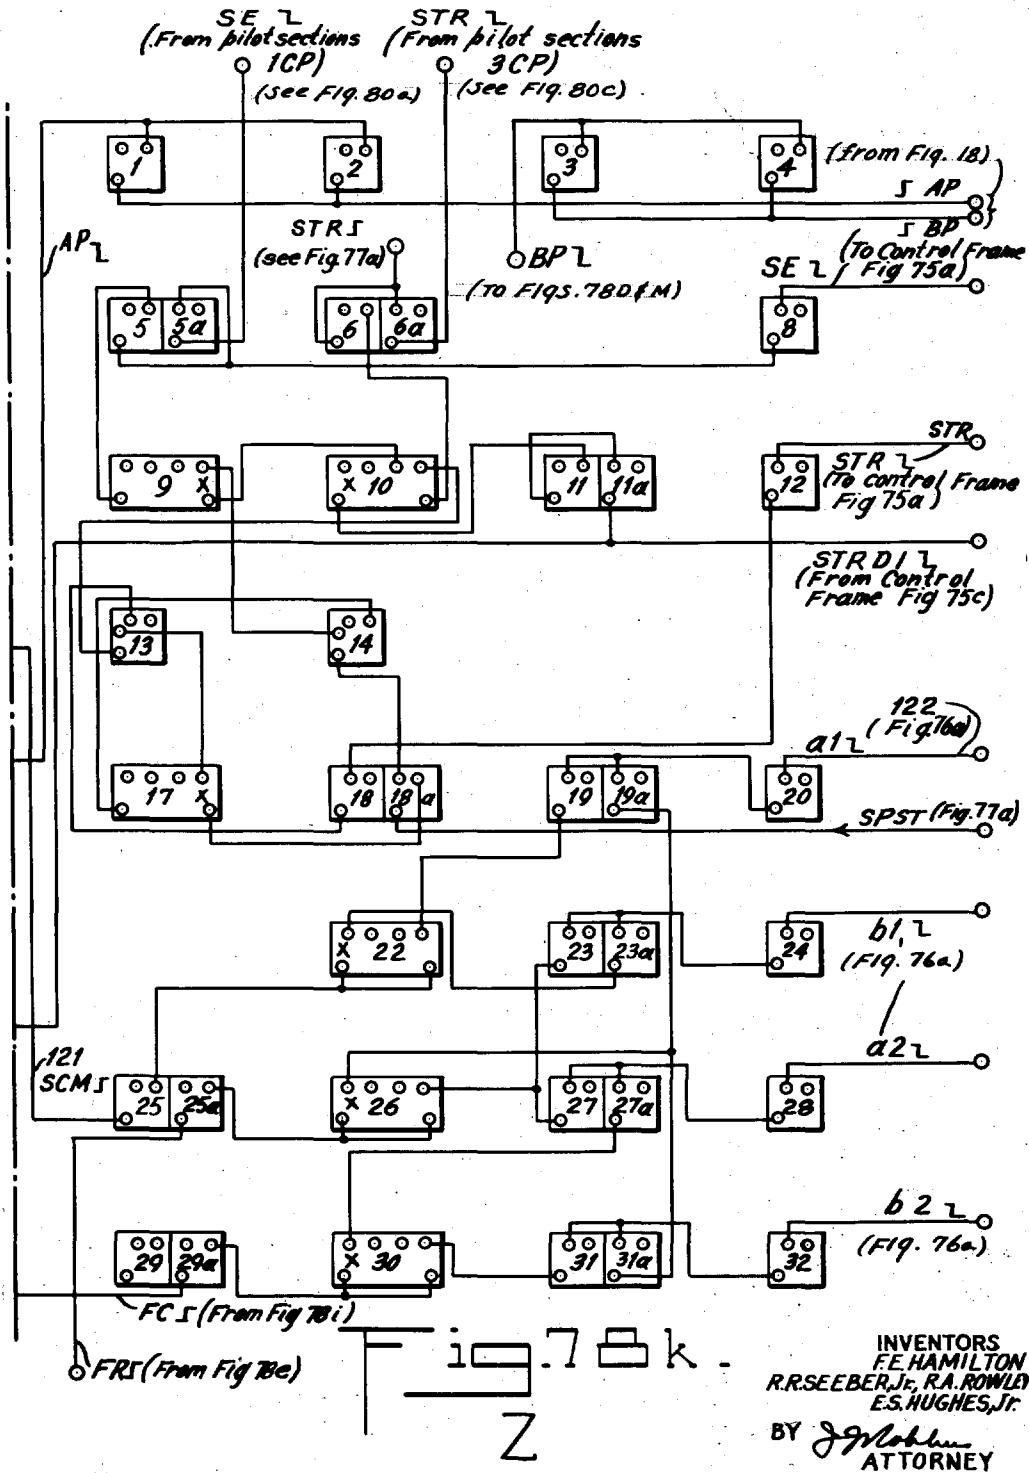 SE ʅ
(From pilot sections
1CP)
(see Fig. 80a)
STR ʅ
(From pilot sections
3CP)
(see Fig. 80c)
1
2
3
4
(from Fig. 18)
AP
BP
AP ʅ
STR
(see Fig. 77a)
BP ʅ
(TO FIGS. 78D & M)
(To Control Frame
Fig 75a)
SE ʅ
5
5a
6
6a
8
STR
STR ʅ
(To control Frame
Fig 75a)
9
X
X
10
11
11a
12
STR D1 ʅ
(From Control
Frame Fig 75c)
13
14
122
(Fig. 76a)
a1 ʅ
17
X
18
18a
19
19a
20
SPST (Fig. 77a)
X
22
23
23a
24
b1, ʅ
(FIG. 76a)
121
SCM
25
25a
X
26
27
27a
28
a2 ʅ
29
29a
X
30
31
31a
32
b2 ʅ
(FIG. 76a)
FC (From Fig 78i)
FR (From Fig 78e)
Fig. 78k.
Z
INVENTORS
F.E. HAMILTON
R.R. SEEBER, Jr., R.A. ROWLEY
E.S. HUGHES, Jr.
BY
ATTORNEY